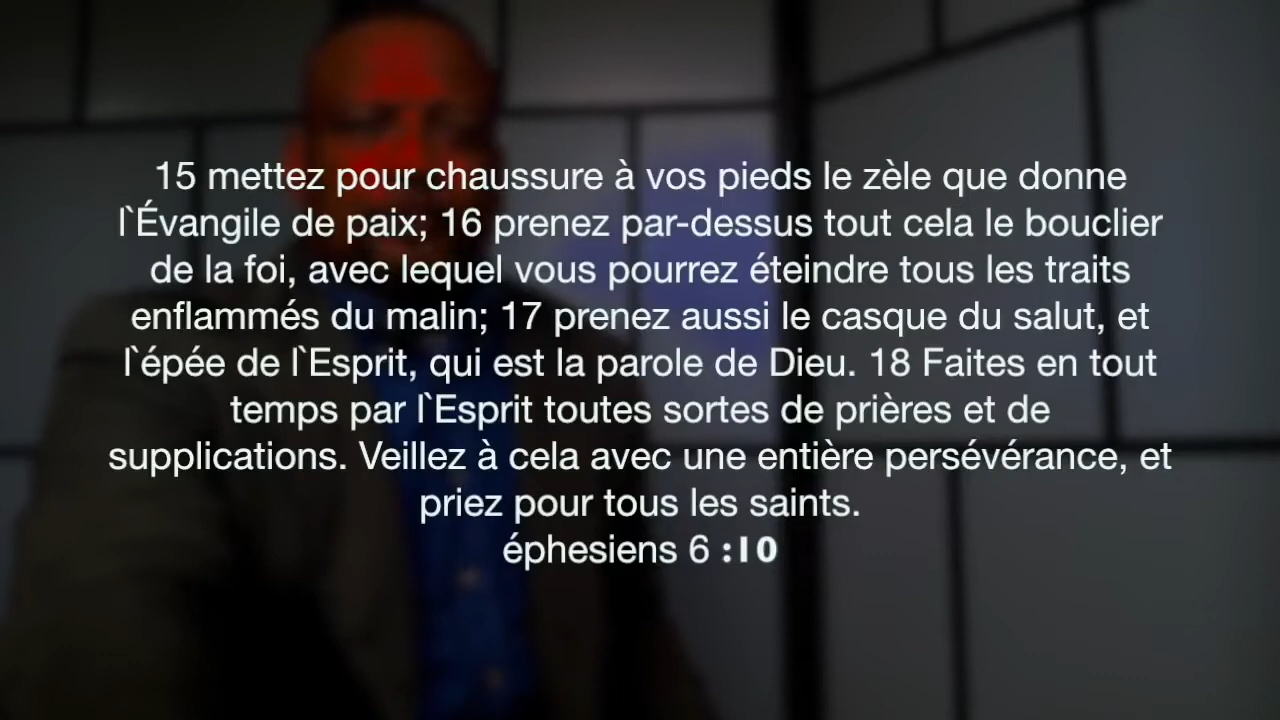 15 mettez pour chaussure à vos pieds le zèle que donne
l`Évangile de paix; 16 prenez par-dessus tout cela le bouclier
de la foi, avec lequel vous pourrez éteindre tous les traits
enflammés du malin; 17 prenez aussi le casque du salut, et
l`épée de l`Esprit, qui est la parole de Dieu. 18 Faites en tout
temps par l`Esprit toutes sortes de prières et de
supplications. Veillez à cela avec une entière persévérance, et
priez pour tous les saints.
éphesiens 6 :10